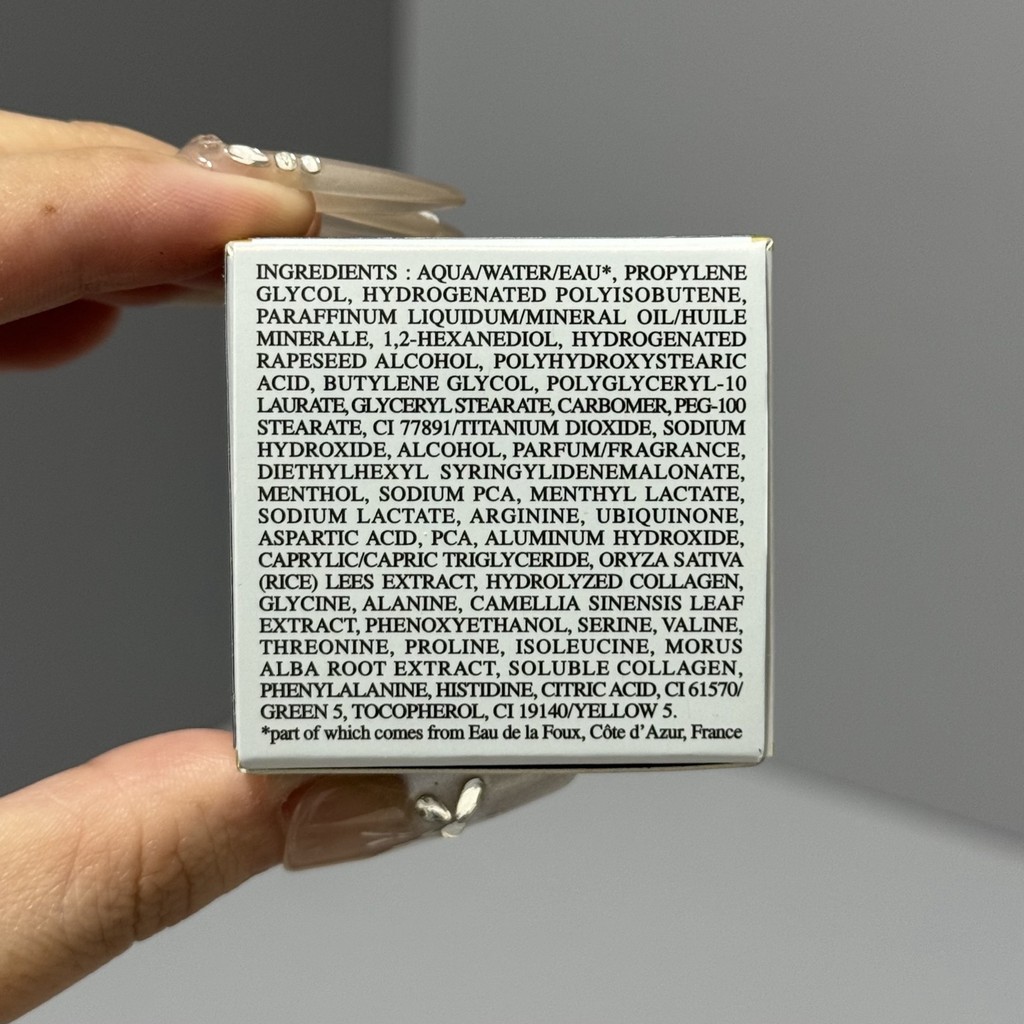 INGREDIENTS : AQUA/WATER/EAU*, PROPYLENE
GLYCOL, HYDROGENATED POLYISOBUTENE,
PARAFFINUM LIQUIDUM/MINERAL OIL/HUILE
MINERALE, 1,2-HEXANEDIOL, HYDROGENATED
RAPESEED ALCOHOL, POLYHYDROXYSTEARIC
ACID, BUTYLENE GLYCOL, POLYGLYCERYL-10
LAURATE, GLYCERYL STEARATE, CARBOMER, PEG-100
STEARATE, CI 77891/TITANIUM DIOXIDE, SODIUM
HYDROXIDE, ALCOHOL, PARFUM/FRAGRANCE,
DIETHYLHEXYL SYRINGYLIDENEMALONATE,
MENTHOL, SODIUM PCA, MENTHYL LACTATE,
SODIUM LACTATE, ARGININE, UBIQUINONE,
ASPARTIC ACID, PCA, ALUMINUM HYDROXIDE,
CAPRYLIC/CAPRIC TRIGLYCERIDE, ORYZA SATIVA
(RICE) LEES EXTRACT, HYDROLYZED COLLAGEN,
GLYCINE, ALANINE, CAMELLIA SINENSIS LEAF
EXTRACT, PHENOXYETHANOL, SERINE, VALINE,
THREONINE, PROLINE, ISOLEUCINE, MORUS
ALBA ROOT EXTRACT, SOLUBLE COLLAGEN,
PHENYLALANINE, HISTIDINE, CITRIC ACID, CI 61570/
GREEN 5, TOCOPHEROL, CI 19140/YELLOW 5.
*part of which comes from Eau de la Foux, Côte d'Azur, France